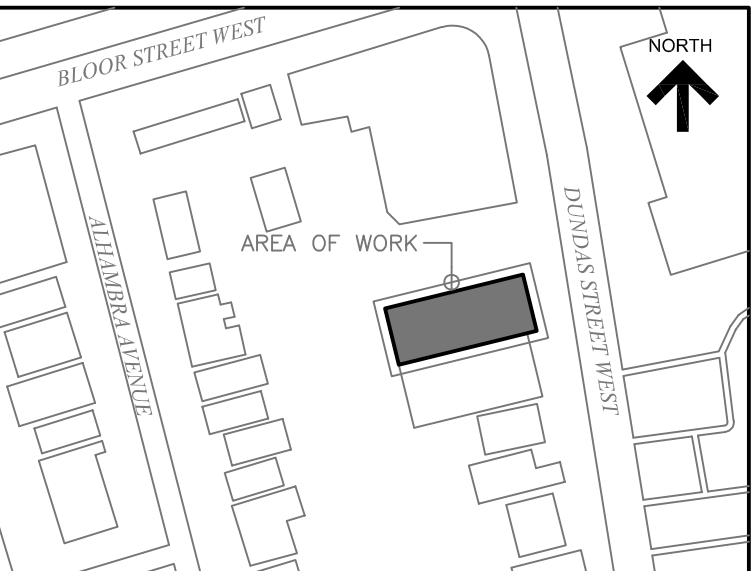 BLOOR STREET WEST
NORTH
ALHAMBRA AVENUE
AREA OF WORK
DUNDAS STREET WEST